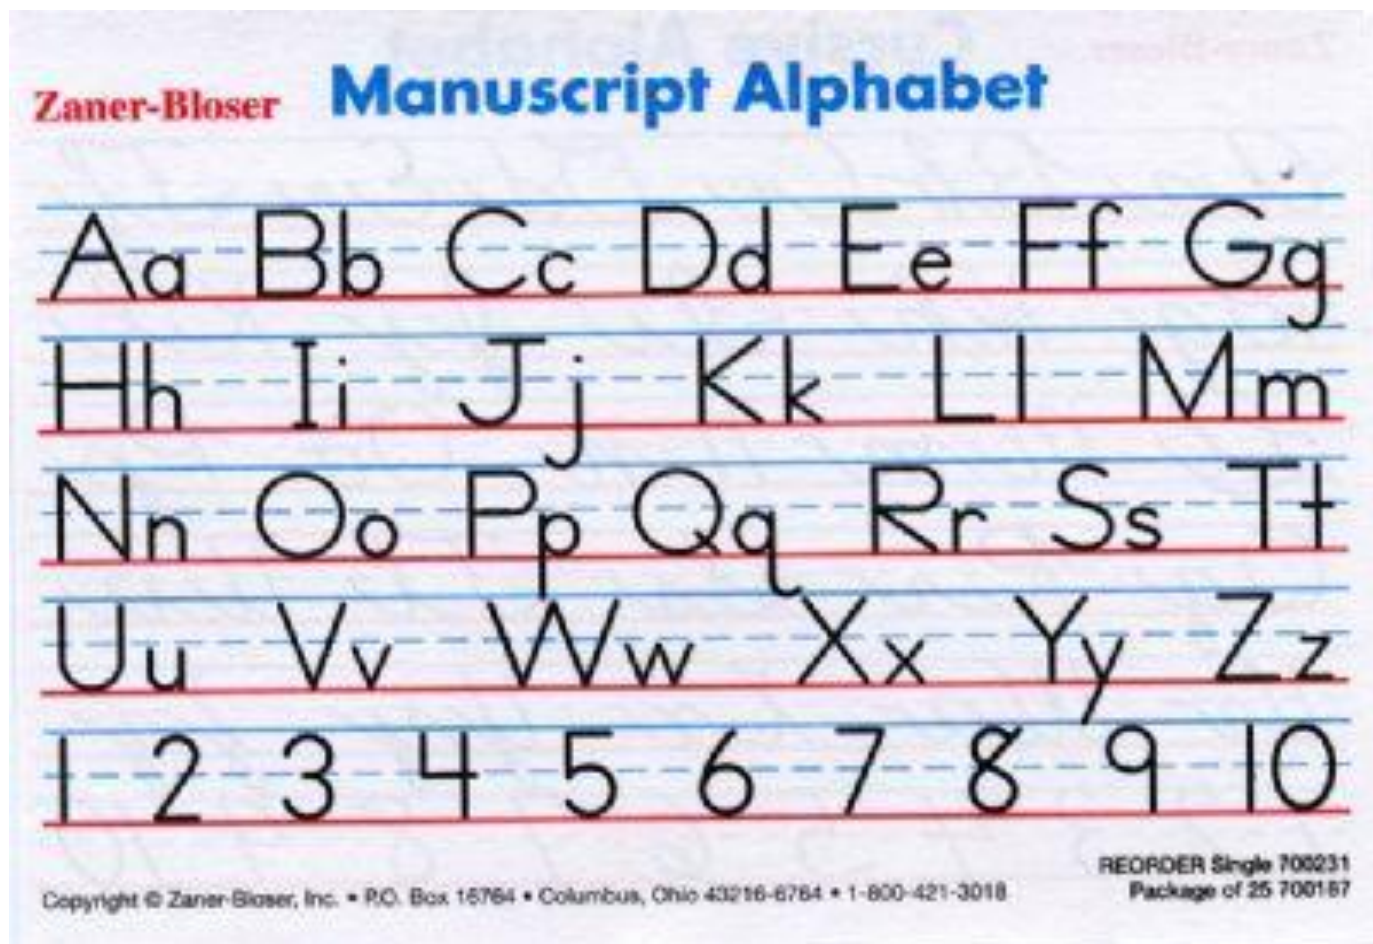 Zaner-Bloser Manuscript Alphabet
Aa Bb Cc Dd Ee Ff Gg
Hh Ii Jj Kk Ll Mm
Nn Oo Pp Qq Rr Ss Tt
Uu Vv Ww Xx Yy Zz
1 2 3 4 5 6 7 8 9 10
REORDER Single 700231
Package of 25 700187
Copyright © Zaner-Bloser, Inc. • P.O. Box 16764 • Columbus, Ohio 43216-6764 • 1-800-421-3018